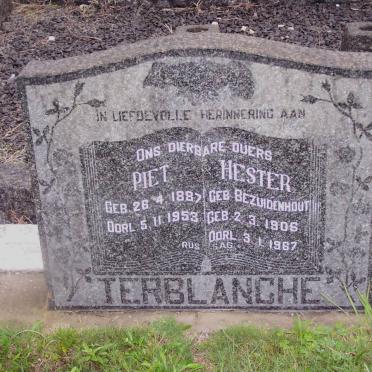 IN LIEFDEVOLLE HERINNERING AAN
ONS DIERBARE OUERS
PIET
GEB. 26.4.1897
OORL. 5.11.1953
HESTER
GEB BEZUIDENHOUT
GEB. 2.3.1906
OORL. 3.1.1967
RUS SAG
TERBLANCHE